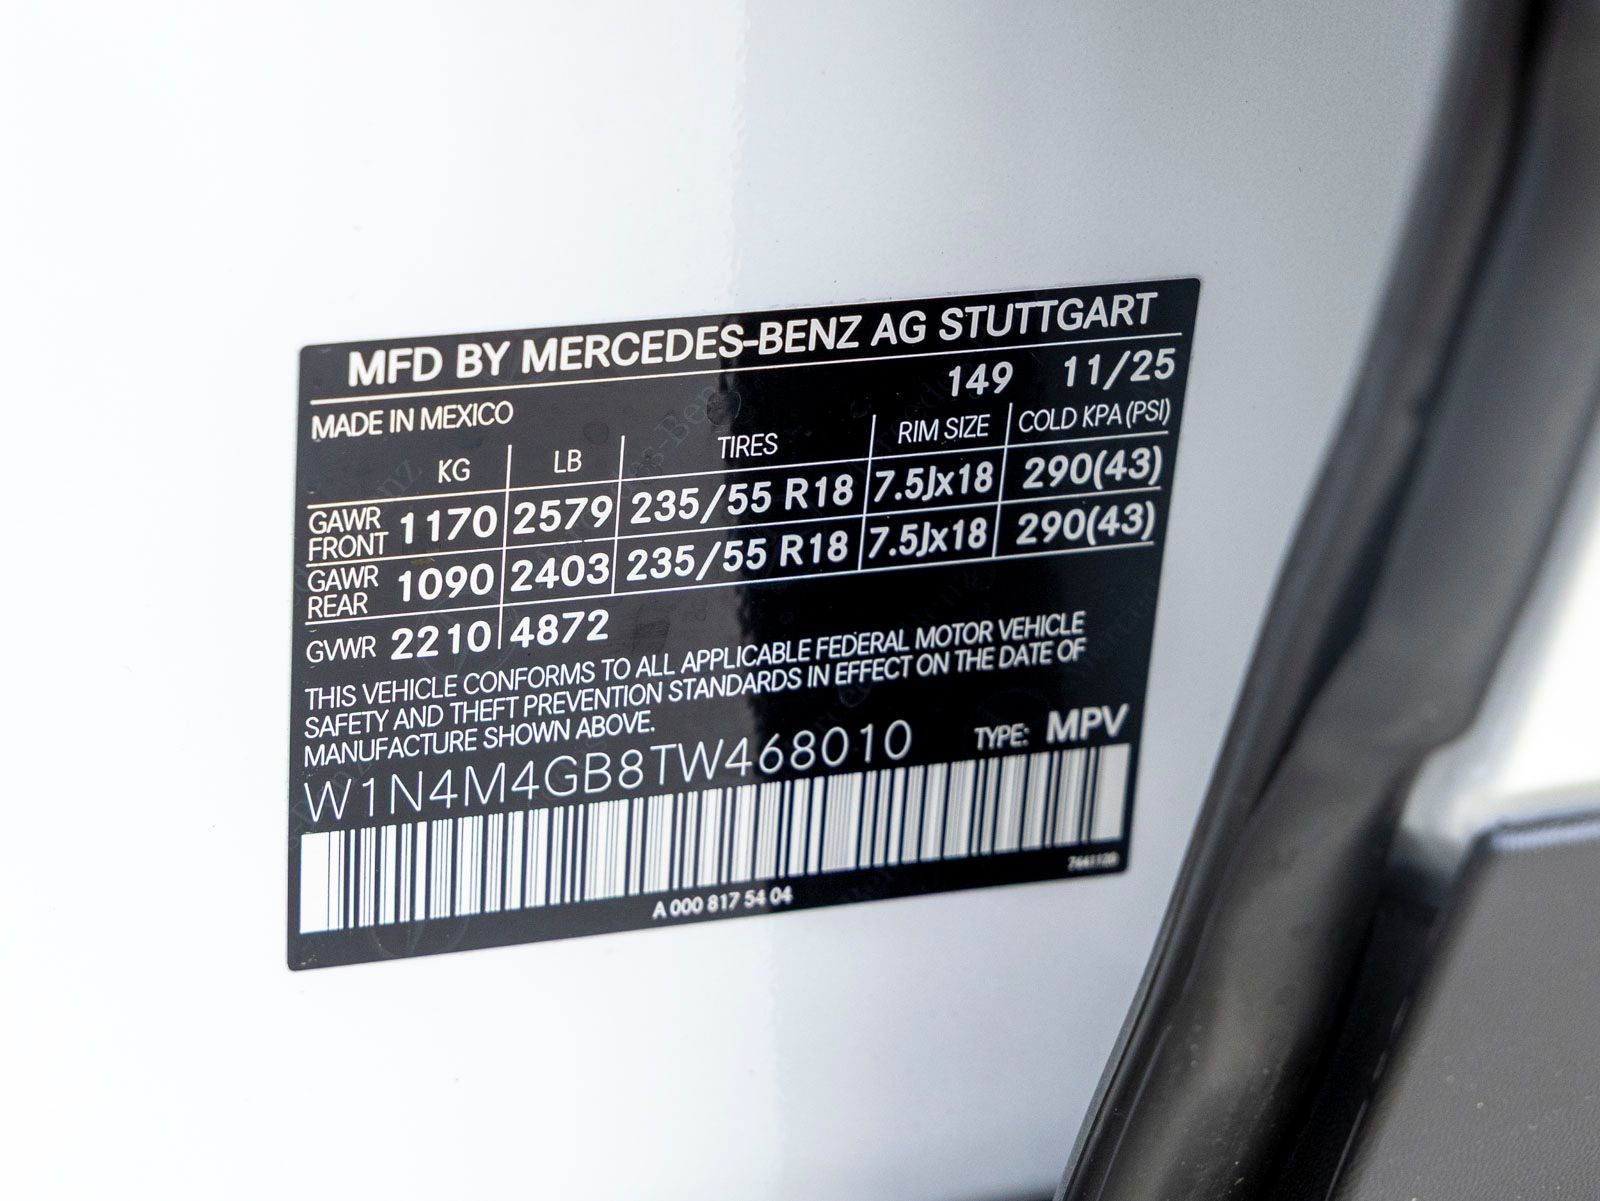 MFD BY MERCEDES-BENZ AG STUTTGART
149 11/25
MADE IN MEXICO
KG LB TIRES RIM SIZE COLD KPA (PSI)
GAWR FRONT 1170 2579 235/55 R18 7.5Jx18 290(43)
GAWR REAR 1090 2403 235/55 R18 7.5Jx18 290(43)
GVWR 2210 4872
THIS VEHICLE CONFORMS TO ALL APPLICABLE FEDERAL MOTOR VEHICLE
SAFETY AND THEFT PREVENTION STANDARDS IN EFFECT ON THE DATE OF
MANUFACTURE SHOWN ABOVE.
W1N4M4GB8TW468010 TYPE: MPV
A 000 817 54 04